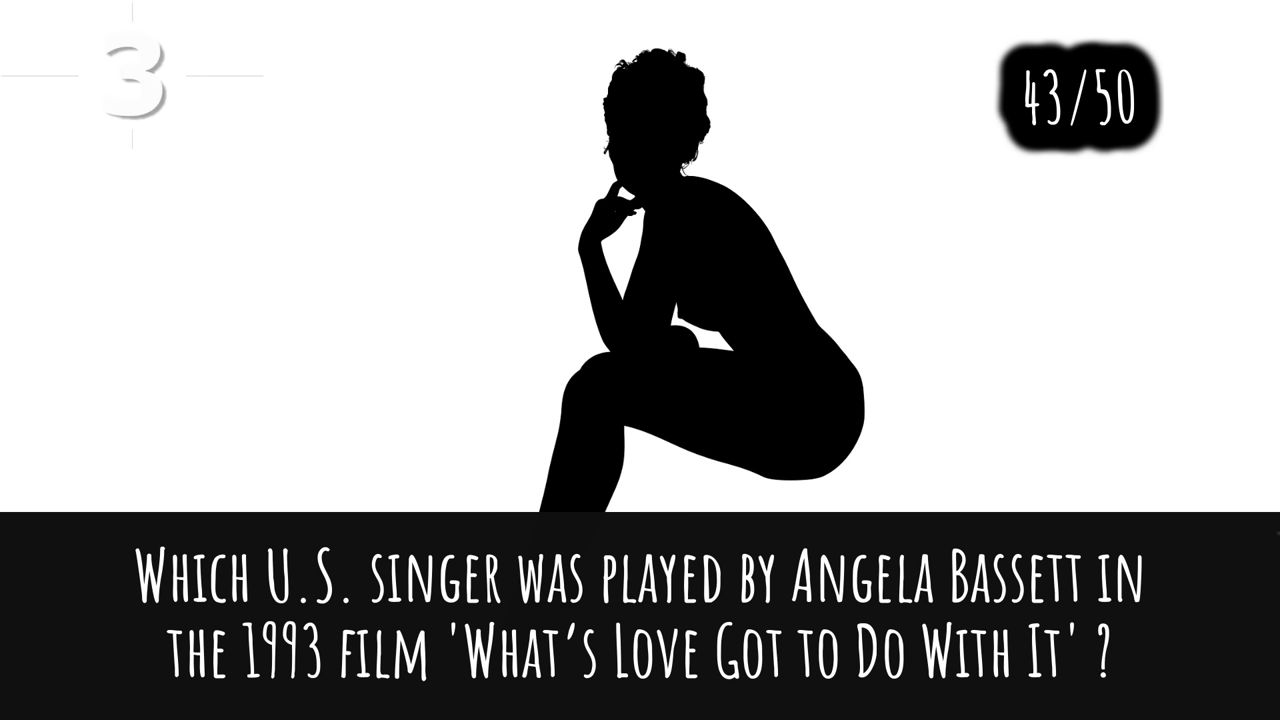 3
43/50
Which U.S. singer was played by Angela Bassett in
the 1993 film 'What’s Love Got to Do With It' ?